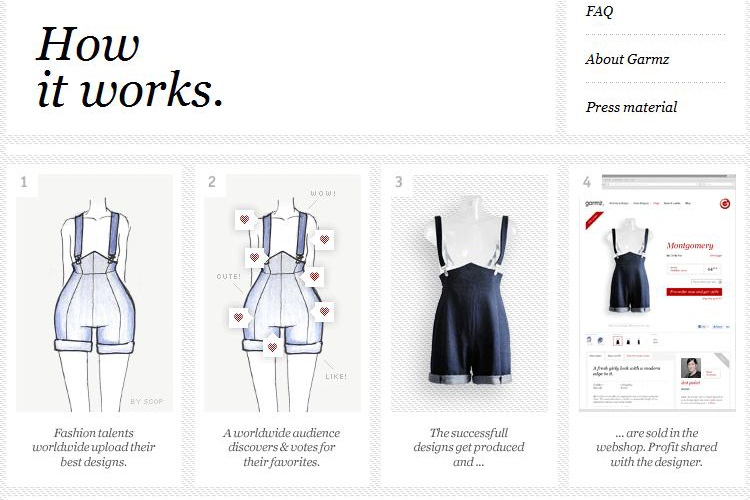 How
it works.
FAQ
About Garmz
Press material
1
2
3
4
WOW!
CUTE!
LIKE!
BY SCOP
garmz.
Montgomery
A fresh girly look with a modern
edge to it.
Fashion talents
worldwide upload their
best designs.
A worldwide audience
discovers & votes for
their favorites.
The successfull
designs get produced
and ...
... are sold in the
webshop. Profit shared
with the designer.